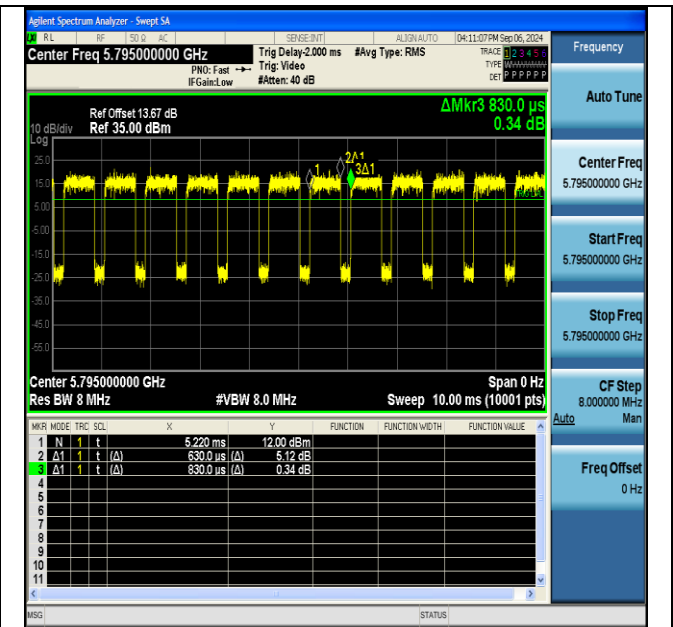 Agilent Spectrum Analyzer - Swept SA
RL RF 50 Ω AC SENSE:INT ALIGN AUTO 04:11:07 PM Sep 06, 2024
Center Freq 5.795000000 GHz
PNO: Fast
IFGain:Low
Trig Delay-2.000 ms
Trig: Video
#Atten: 40 dB
#Avg Type: RMS
TRACE 1 2 3 4 5 6
TYPE
DET P P P P P P
Frequency
Auto Tune
Center Freq
5.795000000 GHz
Start Freq
5.795000000 GHz
Stop Freq
5.795000000 GHz
CF Step
8.000000 MHz
Auto Man
Freq Offset
0 Hz
ΔMkr3 830.0 µs
0.34 dB
Ref Offset 13.67 dB
10 dB/div Ref 35.00 dBm
Log
25.0
15.0
5.00
-5.00
-15.0
-25.0
-35.0
-45.0
-55.0
1
2Δ1
3Δ1
Center 5.795000000 GHz Span 0 Hz
Res BW 8 MHz #VBW 8.0 MHz Sweep 10.00 ms (10001 pts)
MKR MODE TRC SCL X Y FUNCTION FUNCTION WIDTH FUNCTION VALUE
1 N 1 t 5.220 ms 12.00 dBm
2 Δ1 1 t (Δ) 630.0 µs (Δ) 5.12 dB
3 Δ1 1 t (Δ) 830.0 µs (Δ) 0.34 dB
4
5
6
7
8
9
10
11
MSG STATUS